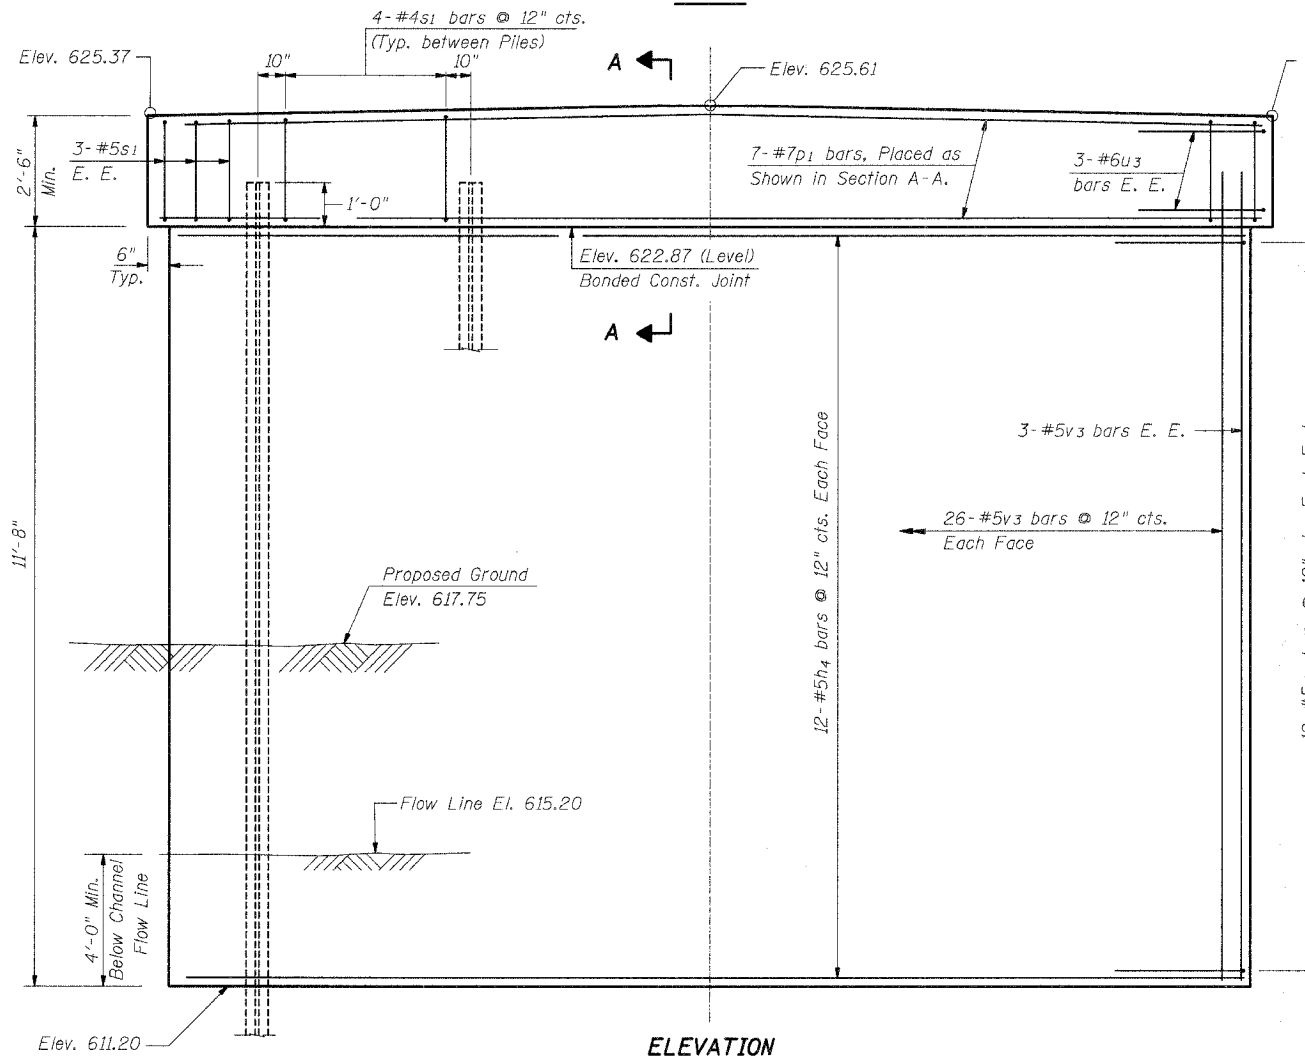 4-#4s1 bars @ 12" cts.
(Typ. between Piles)
Elev. 625.37
10"
10"
A
Elev. 625.61
3-#5s1
E. E.
2'-6"
Min.
1'-0"
7-#7p1 bars, Placed as
Shown in Section A-A.
3-#6u3
bars E. E.
6"
Typ.
Elev. 622.87 (Level)
Bonded Const. Joint
A
3-#5v3 bars E. E.
12-#5h4 bars @ 12" cts. Each Face
26-#5v3 bars @ 12" cts.
Each Face
11'-8"
Proposed Ground
Elev. 617.75
Flow Line El. 615.20
4'-0" Min.
Below Channel
Flow Line
Elev. 611.20
ELEVATION